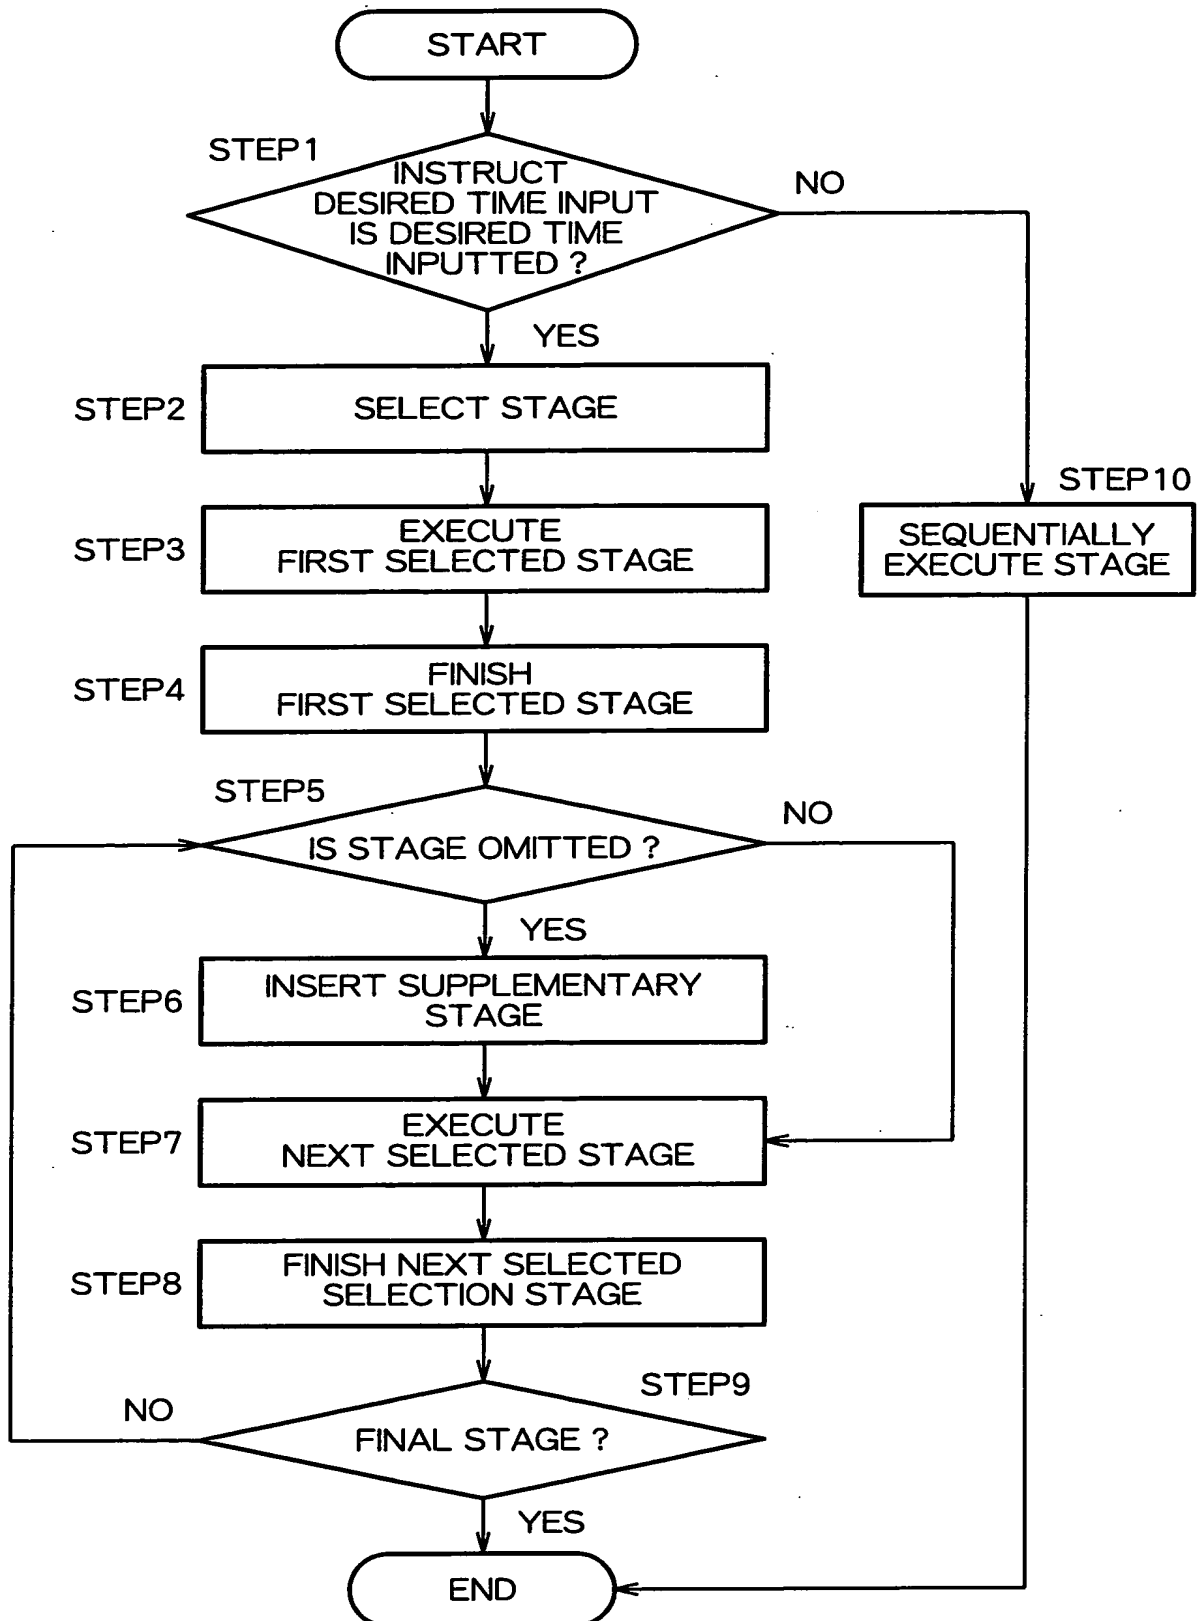 START
STEP1
INSTRUCT
DESIRED TIME INPUT
IS DESIRED TIME
INPUTTED ?
NO
YES
STEP2
SELECT STAGE
STEP10
SEQUENTIALLY
EXECUTE STAGE
STEP3
EXECUTE
FIRST SELECTED STAGE
STEP4
FINISH
FIRST SELECTED STAGE
STEP5
IS STAGE OMITTED ?
NO
YES
STEP6
INSERT SUPPLEMENTARY
STAGE
STEP7
EXECUTE
NEXT SELECTED STAGE
STEP8
FINISH NEXT SELECTED
SELECTION STAGE
STEP9
NO
FINAL STAGE ?
YES
END